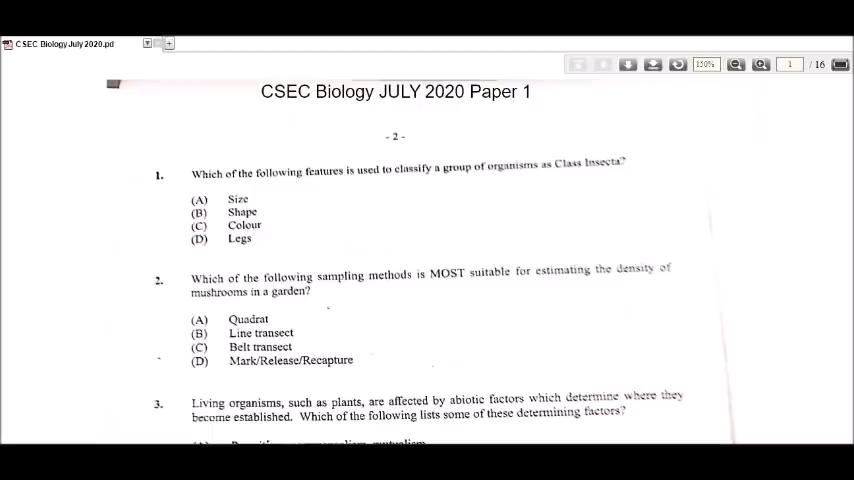 CSEC Biology July 2020.pd
150%
1
/ 16
CSEC Biology JULY 2020 Paper 1
- 2 -
1. Which of the following features is used to classify a group of organisms as Class Insecta?
(A) Size
(B) Shape
(C) Colour
(D) Legs
2. Which of the following sampling methods is MOST suitable for estimating the density of
mushrooms in a garden?
(A) Quadrat
(B) Line transect
(C) Belt transect
(D) Mark/Release/Recapture
3. Living organisms, such as plants, are affected by abiotic factors which determine where they
become established. Which of the following lists some of these determining factors?